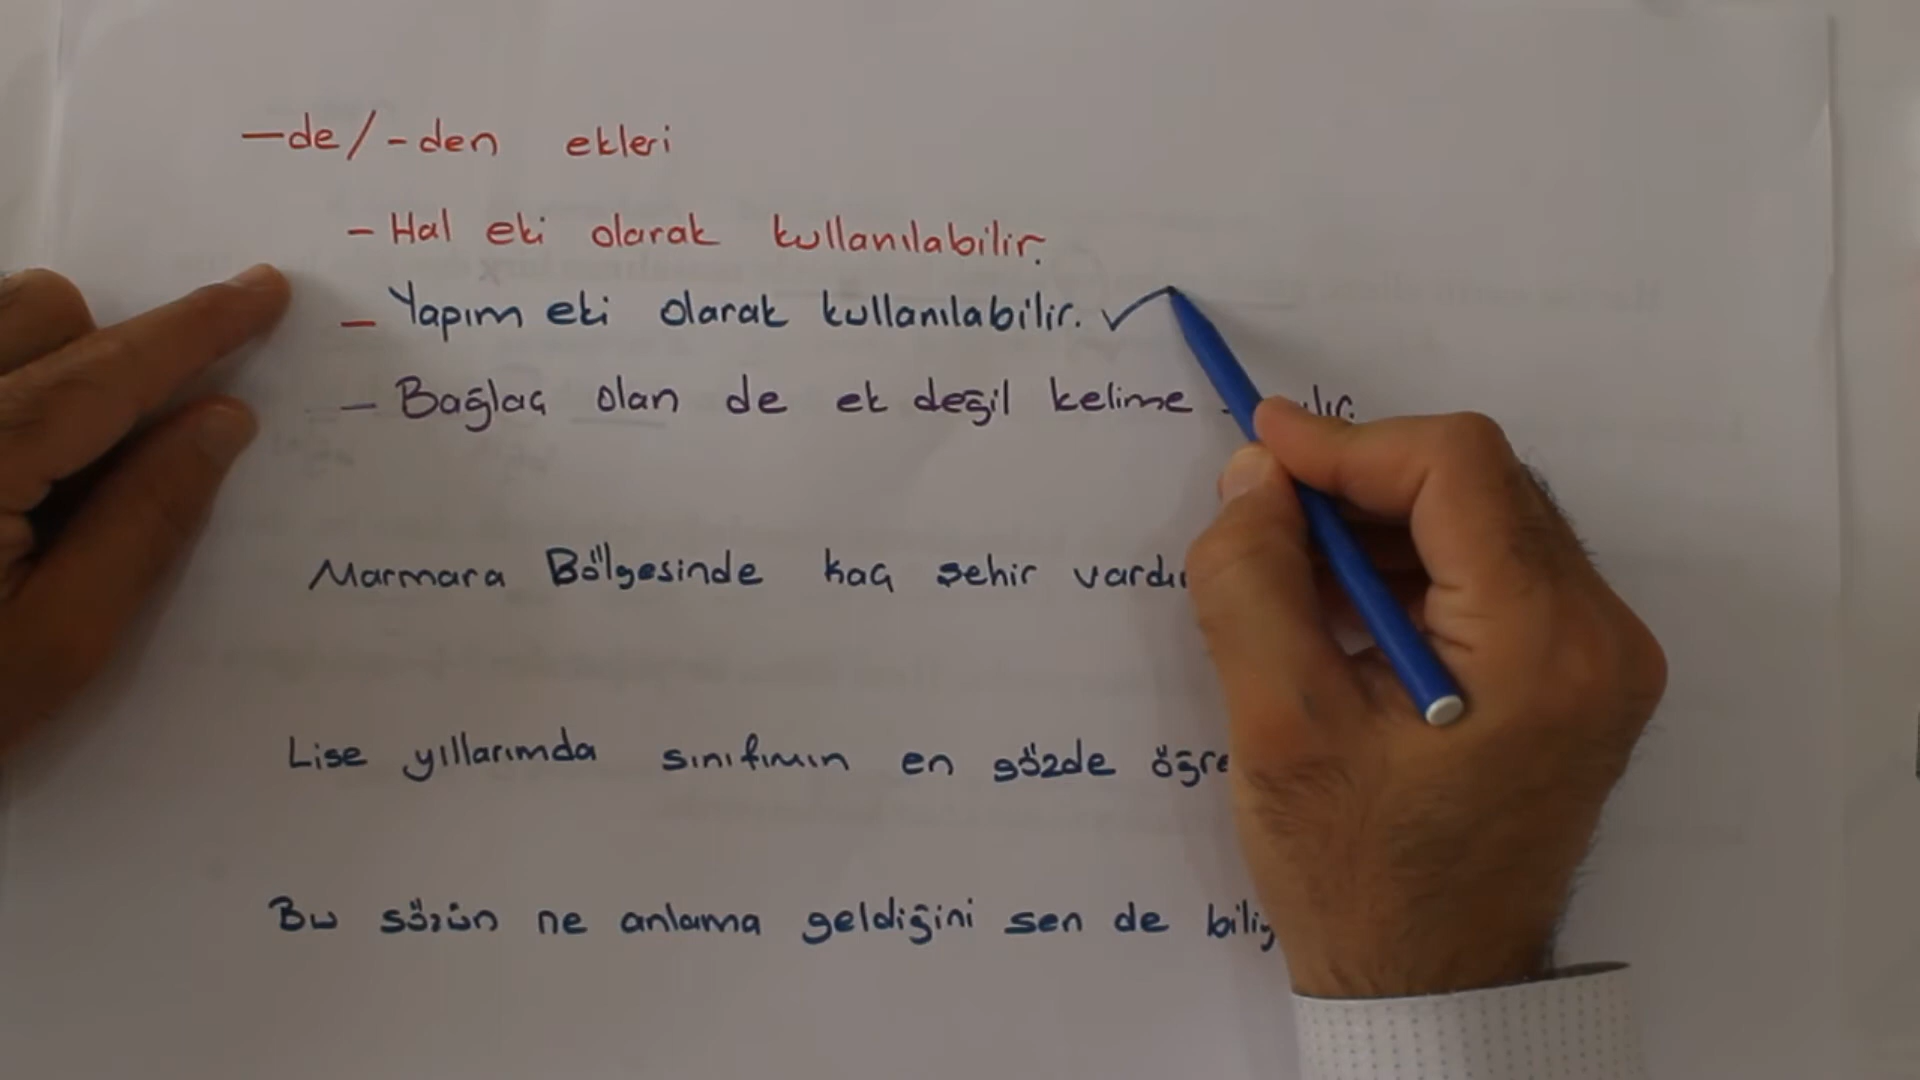 -de/-den ekleri
- Hal eki olarak kullanılabilir.
- Yapım eki olarak kullanılabilir. ✓
- Bağlaç olan de ek değil kelime
Marmara Bölgesinde kaç şehir
Lise yıllarımda sınıfımın en gözde
Bu sözün ne anlama geldiğini sen de